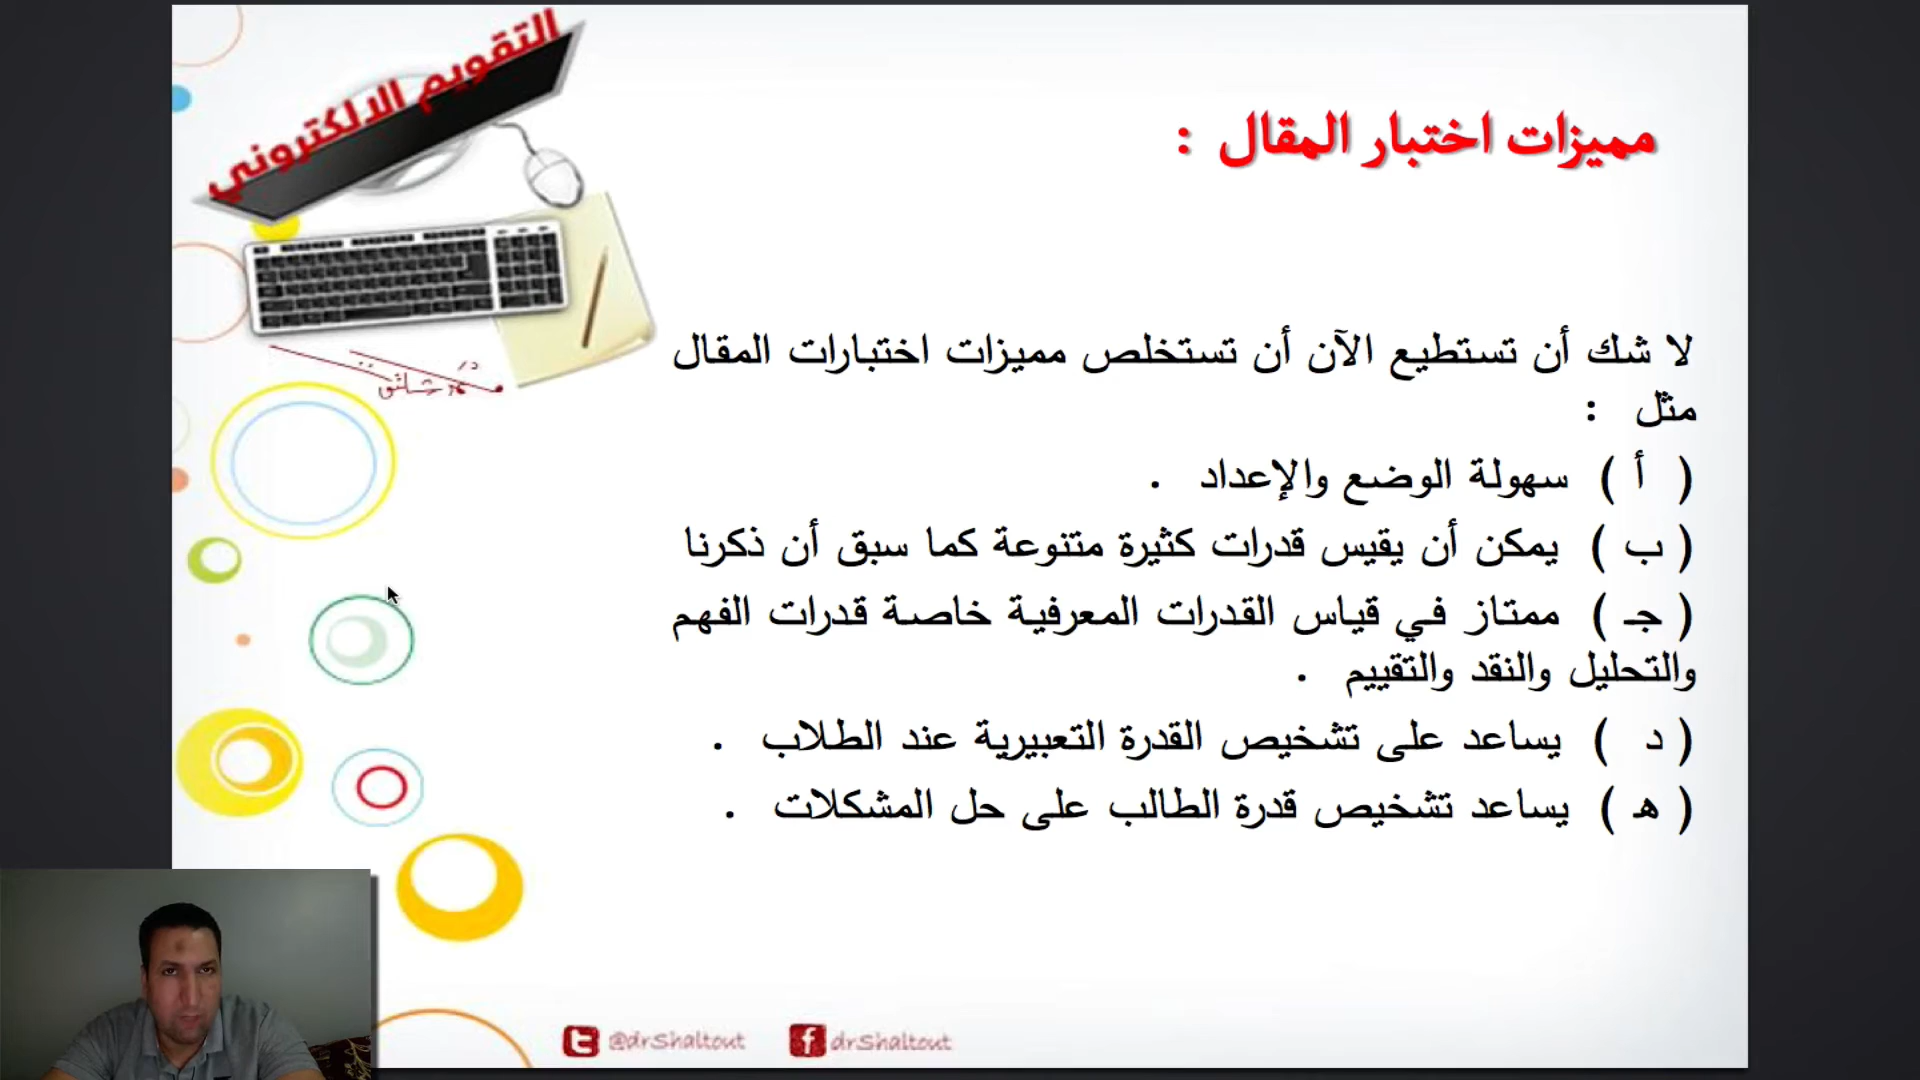 التقويم الالكتروني
مميزات اختبار المقال :
لا شك أن تستطيع الآن أن تستخلص مميزات اختبارات المقال
مثل :
( أ ) سهولة الوضع والإعداد .
( ب ) يمكن أن يقيس قدرات كثيرة متنوعة كما سبق أن ذكرنا
( جـ ) ممتاز في قياس القدرات المعرفية خاصة قدرات الفهم
والتحليل والنقد والتقييم .
( د ) يساعد على تشخيص القدرة التعبيرية عند الطلاب .
( هـ ) يساعد تشخيص قدرة الطالب على حل المشكلات .
@drShaltout
drShaltout